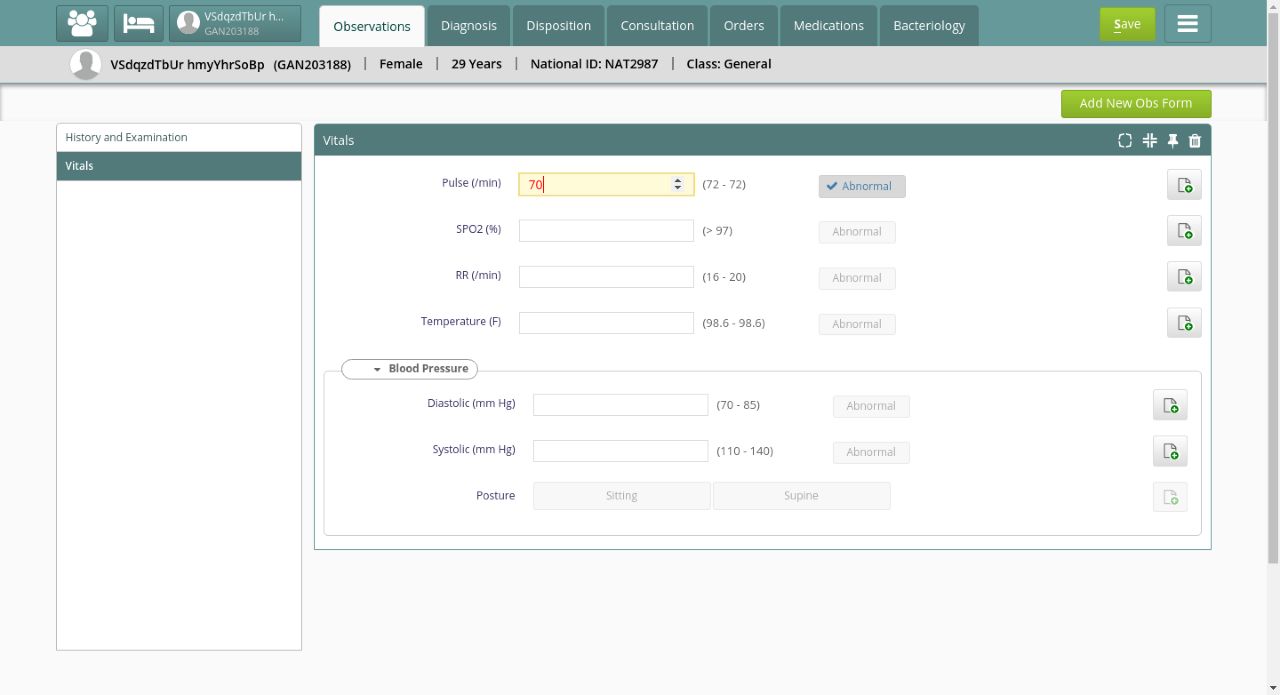 VSdqzdTbUr h...
GAN203188
Observations
Diagnosis
Disposition
Consultation
Orders
Medications
Bacteriology
Save
VSdqzdTbUr hmyYhrSoBp (GAN203188) | Female | 29 Years | National ID: NAT2987 | Class: General
Add New Obs Form
History and Examination
Vitals
Vitals
Pulse (/min) 70 (72 - 72) Abnormal
SPO2 (%) (> 97) Abnormal
RR (/min) (16 - 20) Abnormal
Temperature (F) (98.6 - 98.6) Abnormal
Blood Pressure
Diastolic (mm Hg) (70 - 85) Abnormal
Systolic (mm Hg) (110 - 140) Abnormal
Posture Sitting Supine